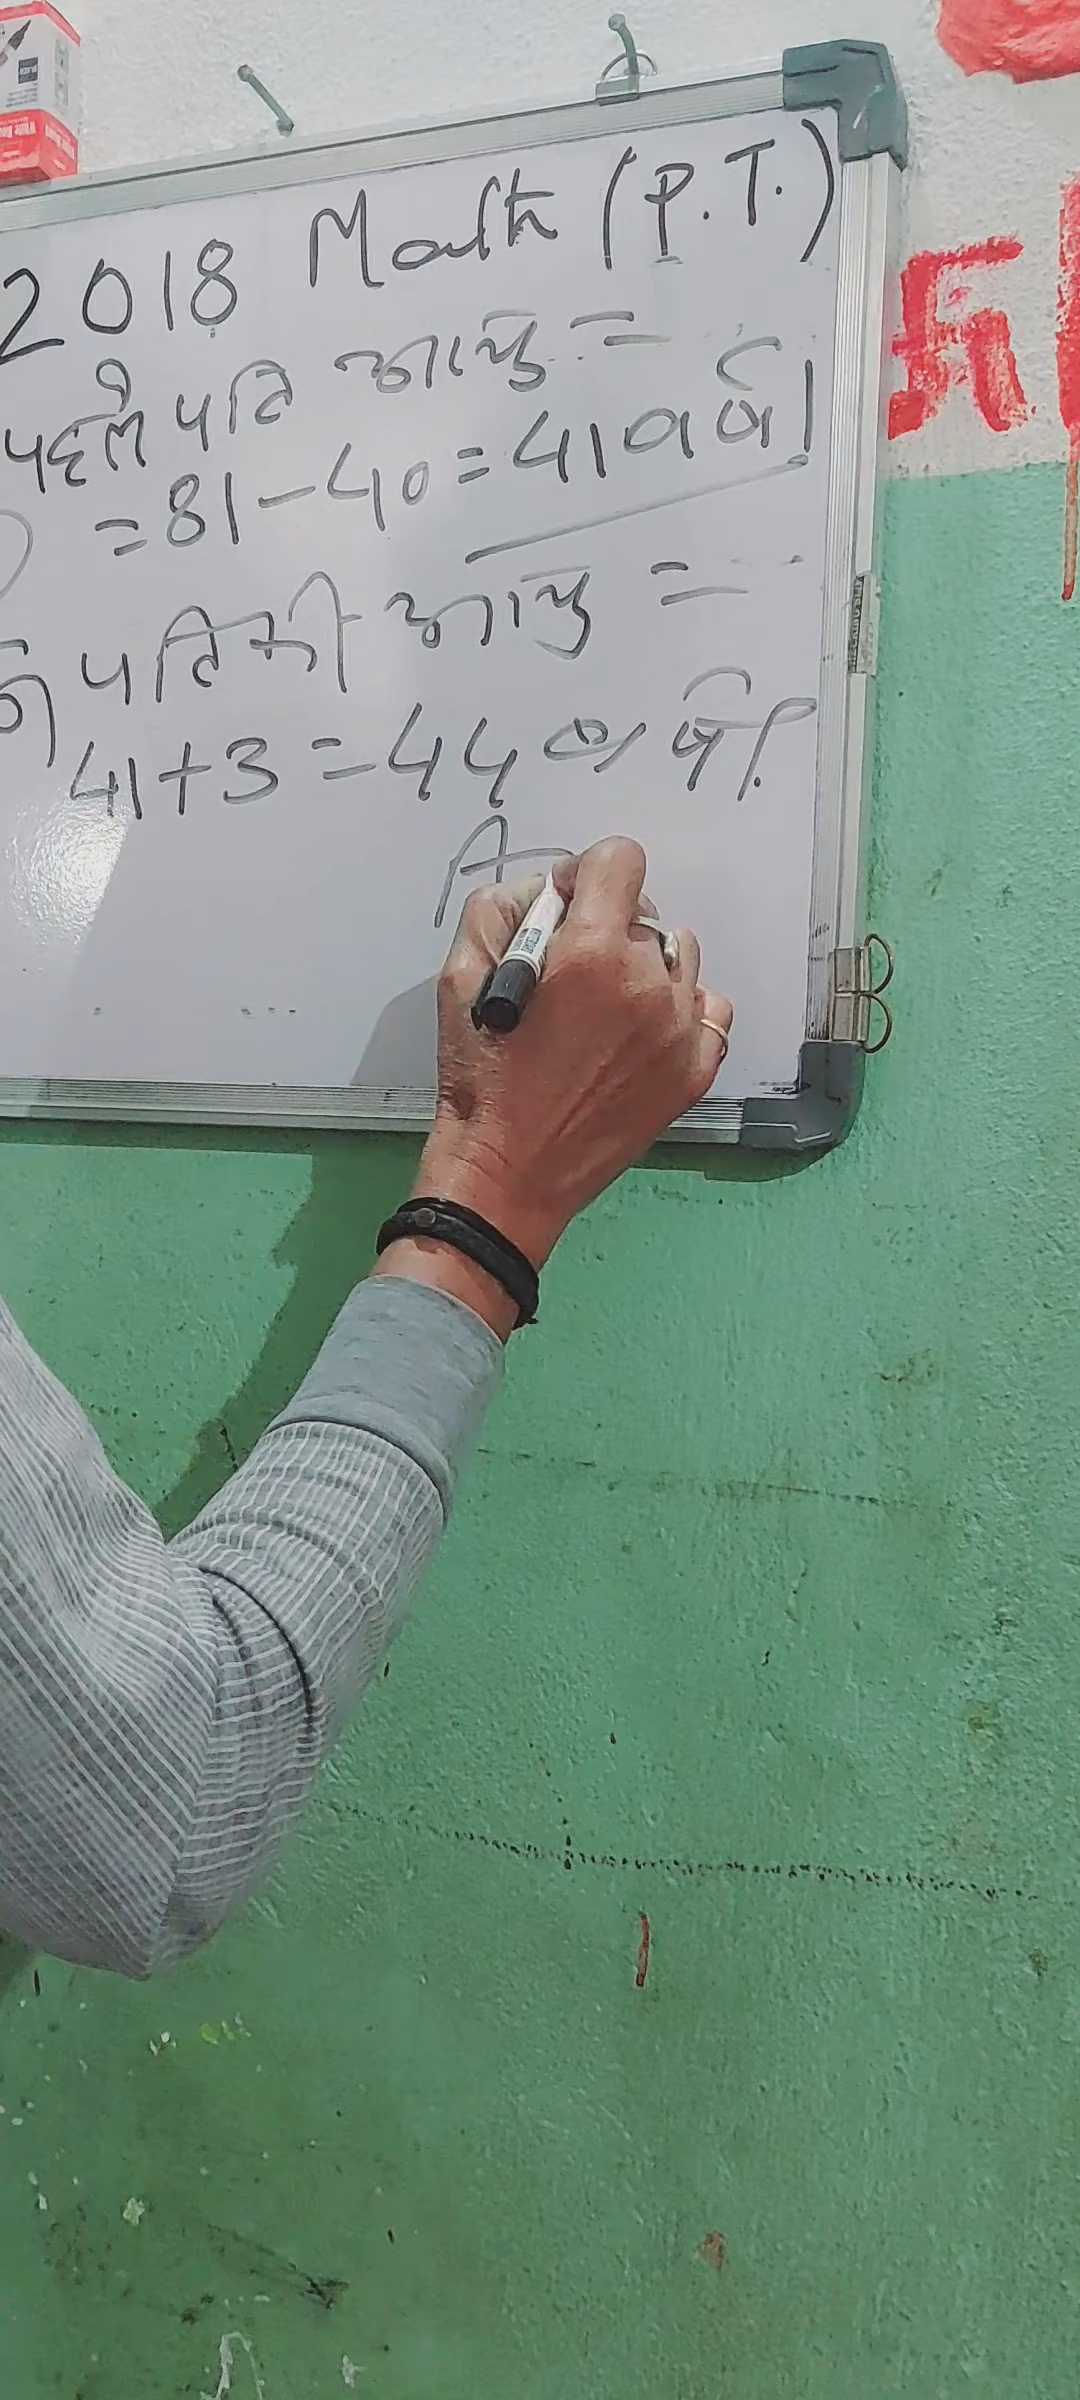 2018 Math (P.T.)
पहले पति आयु =
= 81 - 40 = 41 वर्ष।
पति की आयु =
41 + 3 = 44 वर्ष।
A